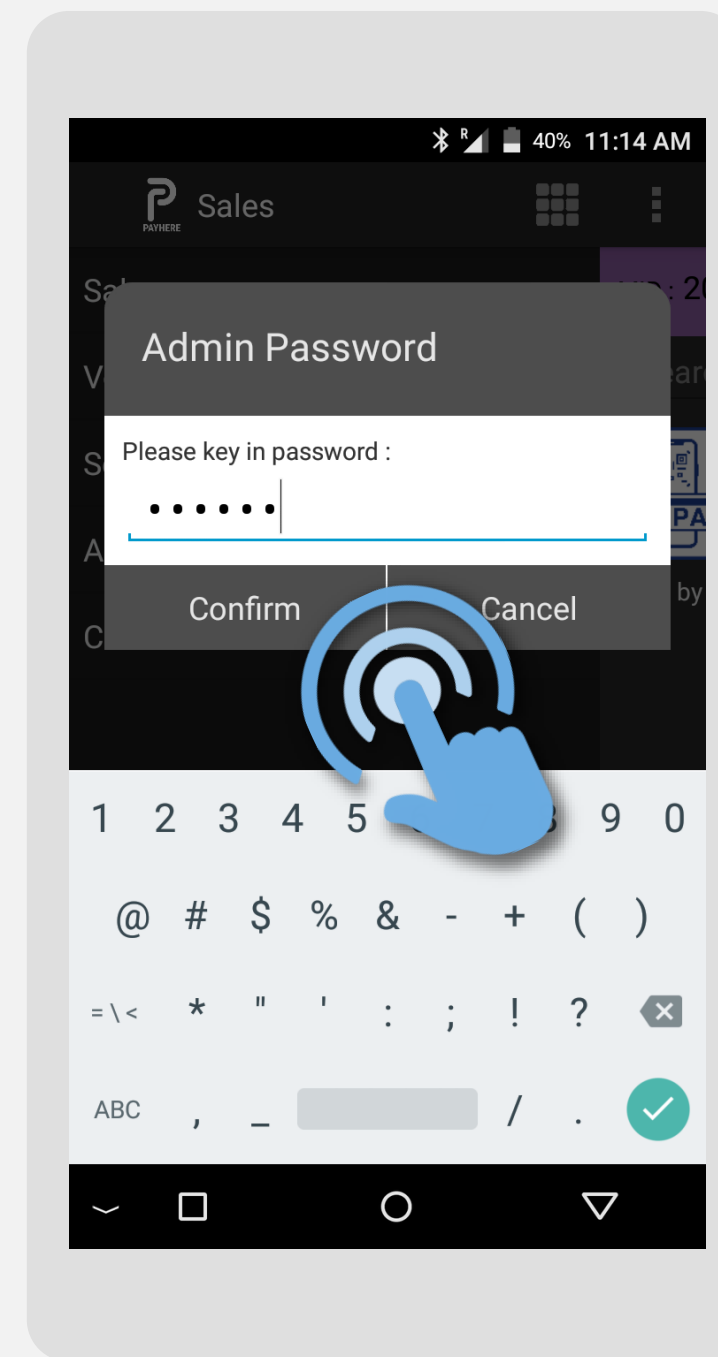 R 40% 11:14 AM
PAYHERE Sales
Admin Password
Please key in password :
••••••
Confirm Cancel
by
1 2 3 4 5 9 0
@ # $ % & - + ( )
= \ < * " ' : ; ! ?
ABC , _ / .